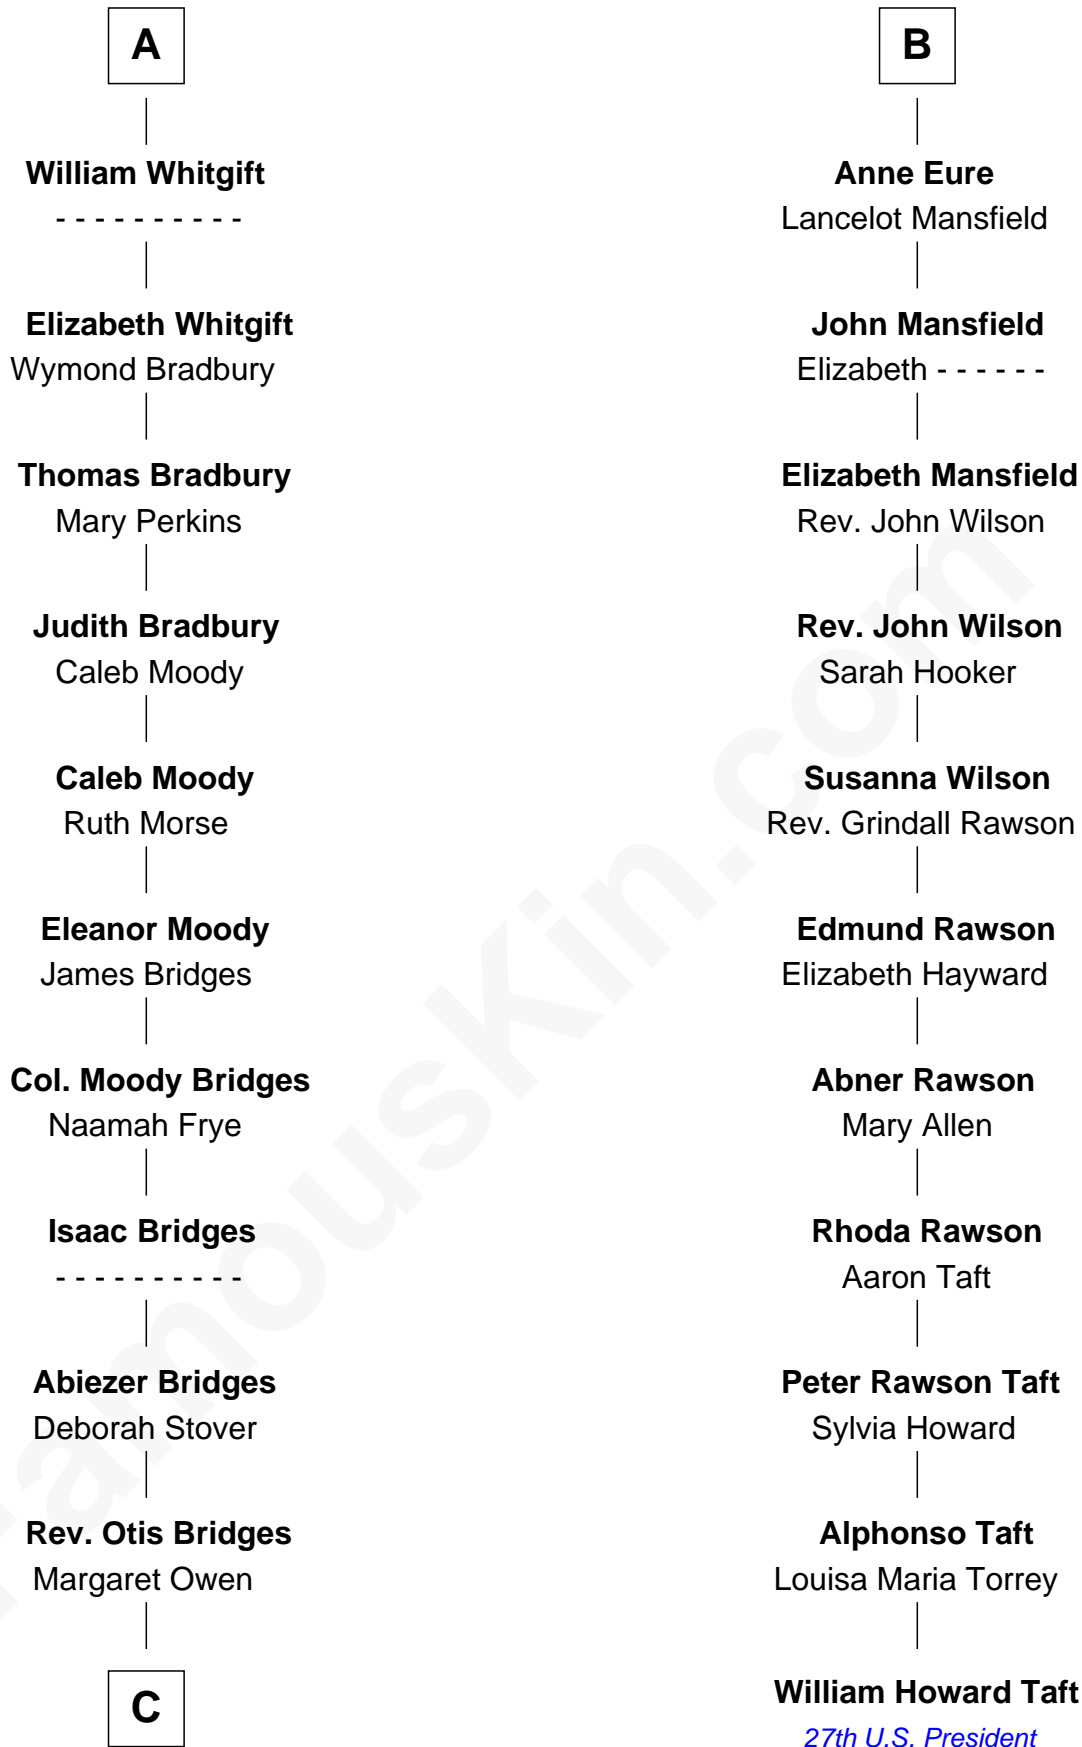 A
William Whitgift
- - - - - - - - - -
Elizabeth Whitgift
Wymond Bradbury
Thomas Bradbury
Mary Perkins
Judith Bradbury
Caleb Moody
Caleb Moody
Ruth Morse
Eleanor Moody
James Bridges
Col. Moody Bridges
Naamah Frye
Isaac Bridges
- - - - - - - - - -
Abiezer Bridges
Deborah Stover
Rev. Otis Bridges
Margaret Owen
C
B
Anne Eure
Lancelot Mansfield
John Mansfield
Elizabeth - - - - - -
Elizabeth Mansfield
Rev. John Wilson
Rev. John Wilson
Sarah Hooker
Susanna Wilson
Rev. Grindall Rawson
Edmund Rawson
Elizabeth Hayward
Abner Rawson
Mary Allen
Rhoda Rawson
Aaron Taft
Peter Rawson Taft
Sylvia Howard
Alphonso Taft
Louisa Maria Torrey
William Howard Taft
27th U.S. President
FamousKin.com